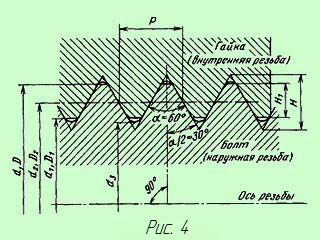 P
Гайка
(внутренняя резьба)
α=60°
α/2=30°
H₁
H
Болт
(наружная резьба)
d, D
d₂, D₂
d₁, D₁
d₃
90°
Ось резьбы
Рис. 4